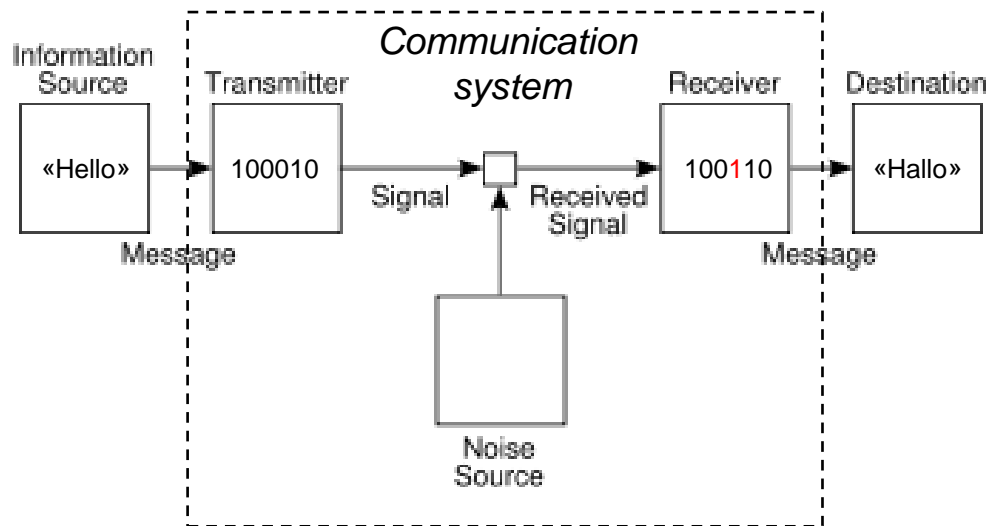 Communication
system
Information
Source
Transmitter
Receiver
Destination
«Hello»
100010
100110
«Hallo»
Signal
Received
Signal
Message
Message
Noise
Source